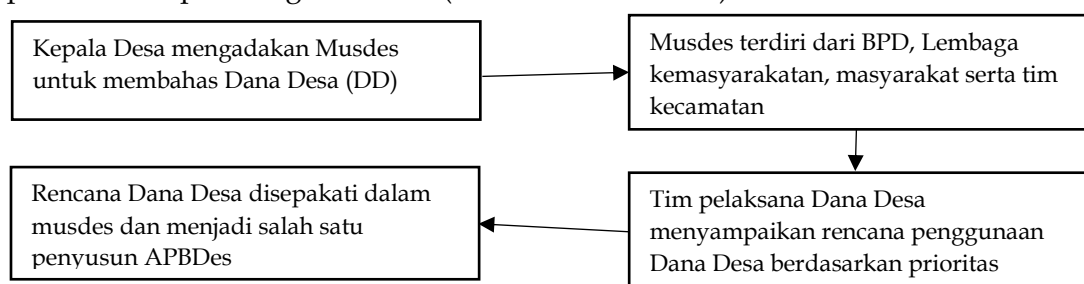 Kepala Desa mengadakan Musdes
untuk membahas Dana Desa (DD)
Musdes terdiri dari BPD, Lembaga
kemasyarakatan, masyarakat serta tim
kecamatan
Tim pelaksana Dana Desa
menyampaikan rencana penggunaan
Dana Desa berdasarkan prioritas
Rencana Dana Desa disepakati dalam
musdes dan menjadi salah satu
penyusun APBDes